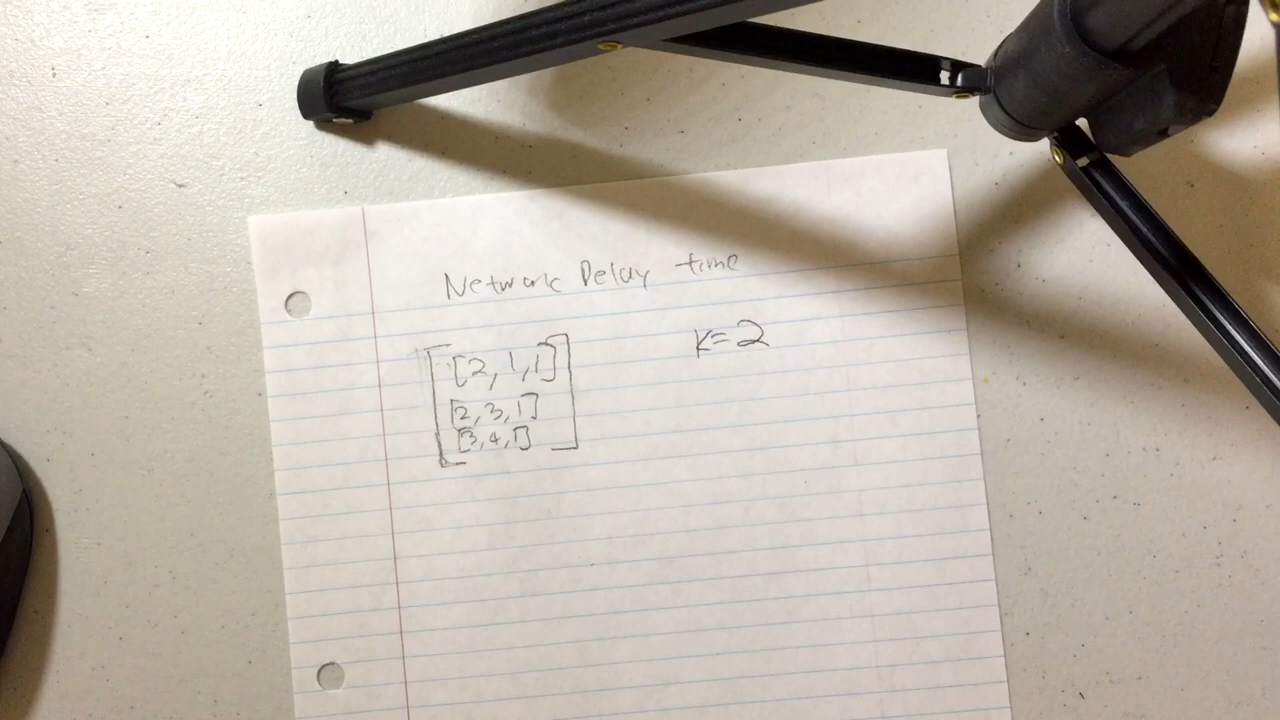 Network Delay time
[[2, 1, 1] K=2
[2, 3, 1]
[3, 4, 1]]